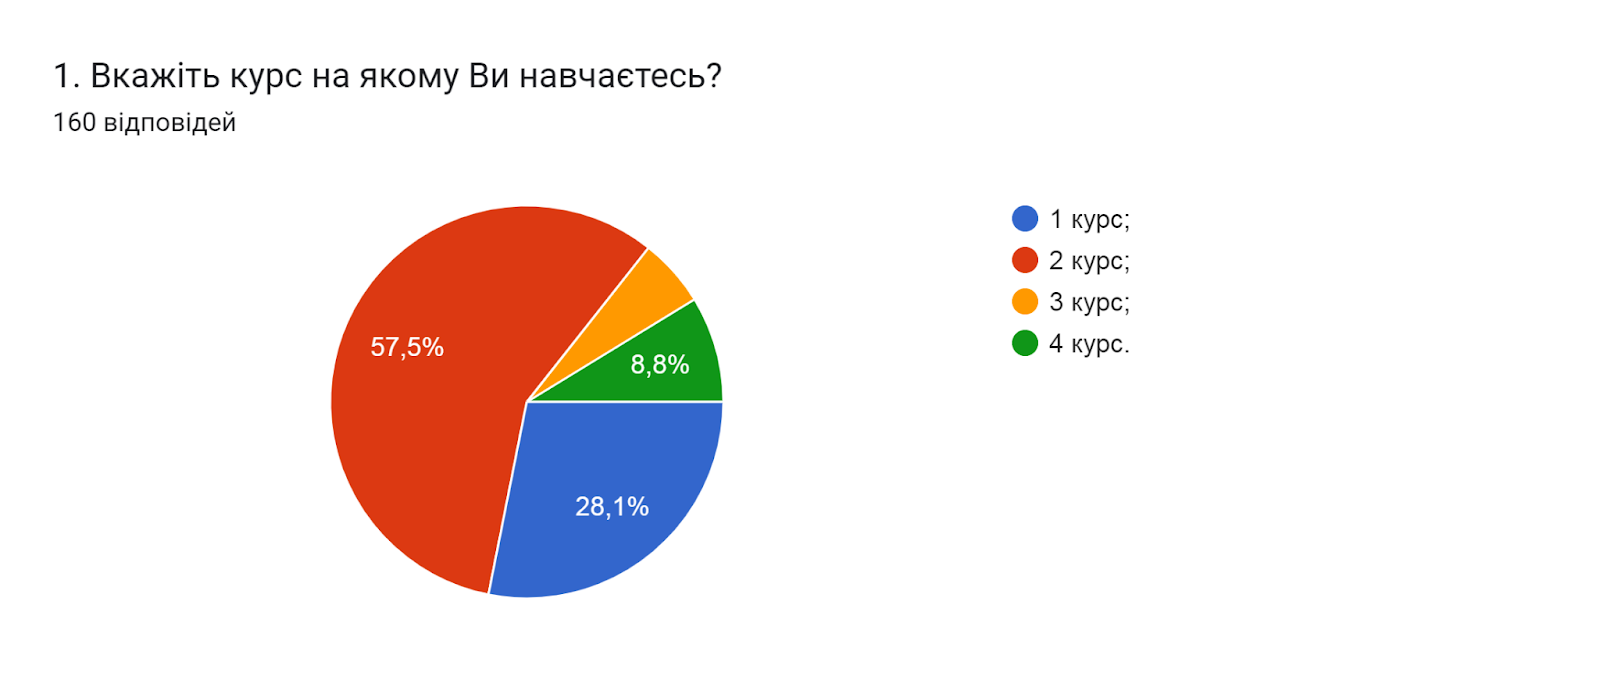 1. Вкажіть курс на якому Ви навчаєтесь?
160 відповідей
1 курс;
2 курс;
3 курс;
4 курс.
57,5%
8,8%
28,1%